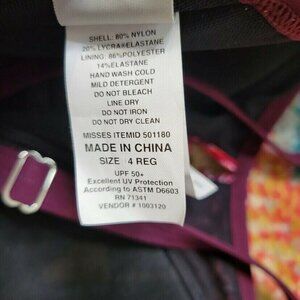 SHELL: 80% NYLON
20% LYCRA®ELASTANE
LINING: 86%POLYESTER
14%ELASTANE
HAND WASH COLD
MILD DETERGENT
DO NOT BLEACH
LINE DRY
DO NOT IRON
DO NOT DRY CLEAN
MISSES ITEMID 501180
MADE IN CHINA
SIZE: 4 REG
UPF 50+
Excellent UV Protection
According to ASTM D6603
RN 71341
VENDOR # 1003120